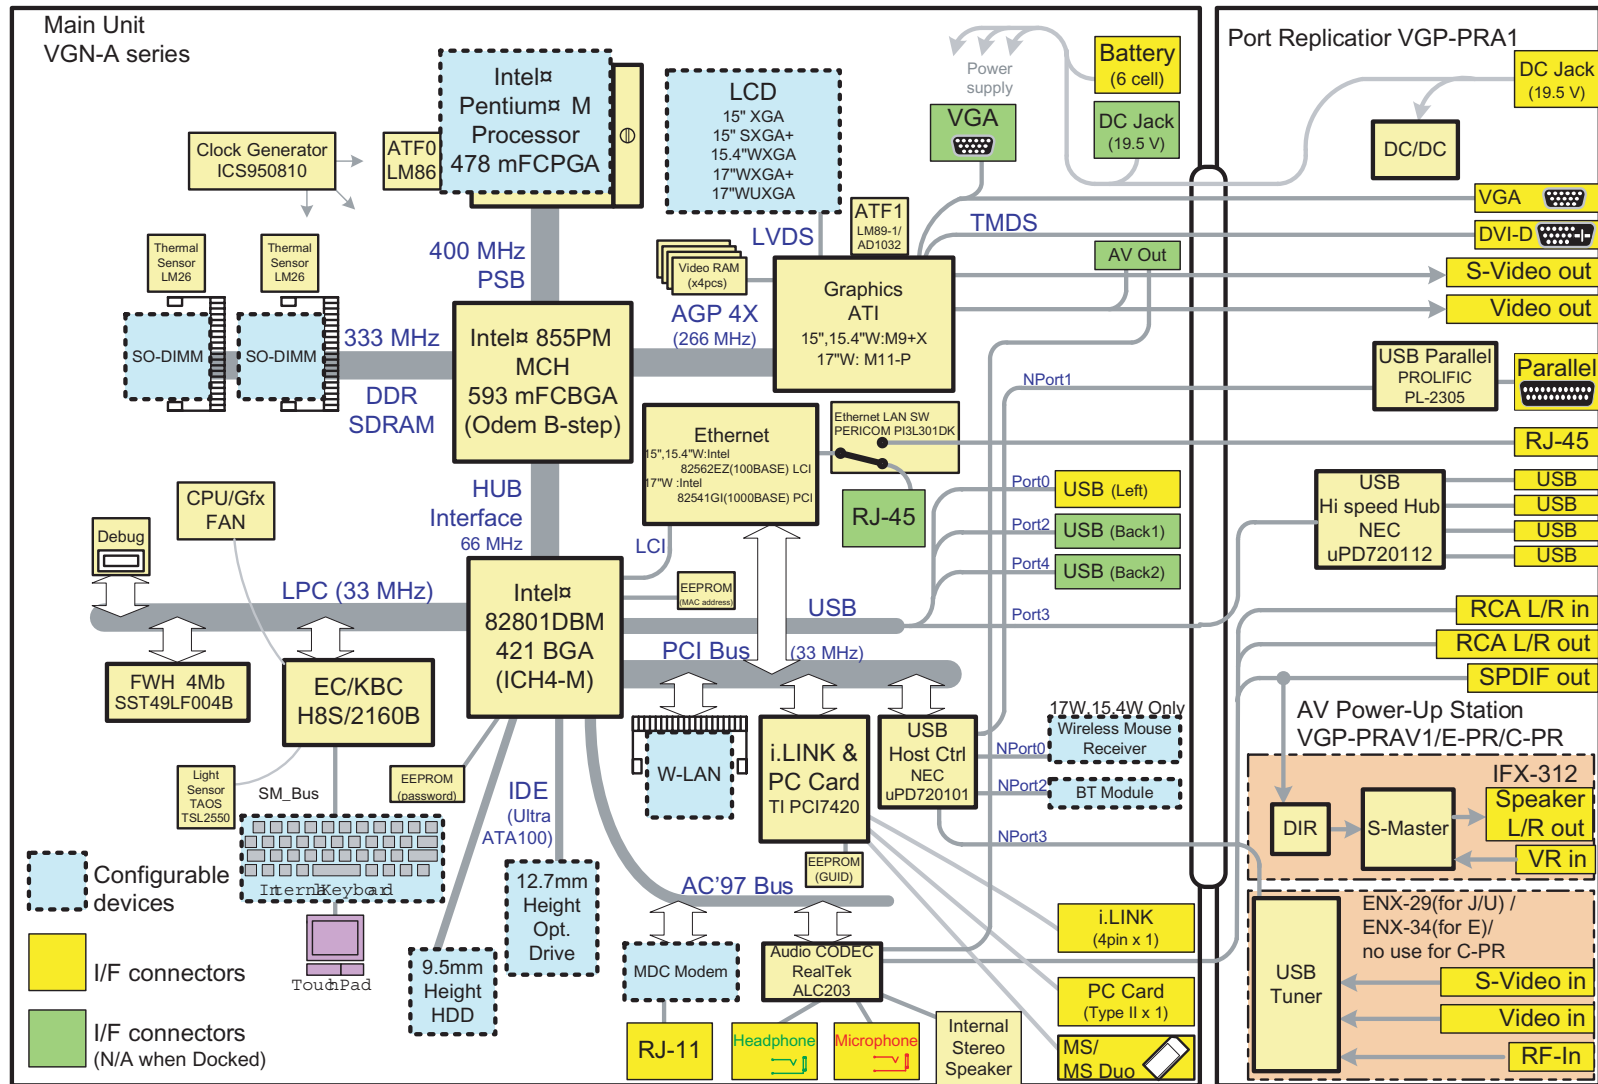 Main Unit
VGN-A series
Port Replicatior VGP-PRA1
Intel¤
Pentium¤ M
Processor
478 mFCPGA
ATF0
LM86
Clock Generator
ICS950810
LCD
15" XGA
15" SXGA+
15.4"WXGA
17"WXGA+
17"WUXGA
Power
supply
Battery
(6 cell)
VGA
DC Jack
(19.5 V)
DC Jack
(19.5 V)
DC/DC
VGA
DVI-D
S-Video out
Video out
Thermal
Sensor
LM26
Thermal
Sensor
LM26
400 MHz
PSB
LVDS
ATF1
LM89-1/
AD1032
TMDS
AV Out
Video RAM
(x4pcs)
AGP 4X
(266 MHz)
Graphics
ATI
15",15.4"W:M9+X
17"W: M11-P
SO-DIMM
SO-DIMM
333 MHz
DDR
SDRAM
Intel¤ 855PM
MCH
593 mFCBGA
(Odem B-step)
NPort1
USB Parallel
PROLIFIC
PL-2305
Parallel
Ethernet
15",15.4"W:Intel
82562EZ(100BASE) LCI
17"W :Intel
82541GI(1000BASE) PCI
Ethernet LAN SW
PERICOM PI3L301DK
RJ-45
RJ-45
HUB
Interface
66 MHz
LCI
CPU/Gfx
FAN
Debug
Port0
USB (Left)
Port2
USB (Back1)
Port4
USB (Back2)
USB
Hi speed Hub
NEC
uPD720112
USB
USB
USB
USB
LPC (33 MHz)
Intel¤
82801DBM
421 BGA
(ICH4-M)
EEPROM
(MAC address)
USB
Port3
PCI Bus
(33 MHz)
RCA L/R in
RCA L/R out
SPDIF out
FWH 4Mb
SST49LF004B
EC/KBC
H8S/2160B
W-LAN
i.LINK &
PC Card
TI PCI7420
USB
Host Ctrl
NEC
uPD720101
17W,15.4W Only
Wireless Mouse
Receiver
NPort0
NPort2
BT Module
NPort3
AV Power-Up Station
VGP-PRAV1/E-PR/C-PR
IFX-312
DIR
S-Master
Speaker
L/R out
VR in
Light
Sensor
TAOS
TSL2550
SM_Bus
EEPROM
(password)
IDE
(Ultra
ATA100)
EEPROM
(GUID)
Internal Keyboard
TouchPad
Configurable
devices
I/F connectors
I/F connectors
(N/A when Docked)
12.7mm
Height
Opt.
Drive
9.5mm
Height
HDD
AC'97 Bus
MDC Modem
Audio CODEC
RealTek
ALC203
RJ-11
Headphone
Microphone
Internal
Stereo
Speaker
i.LINK
(4pin x 1)
PC Card
(Type II x 1)
MS/
MS Duo
ENX-29(for J/U) /
ENX-34(for E)/
no use for C-PR
USB
Tuner
S-Video in
Video in
RF-In